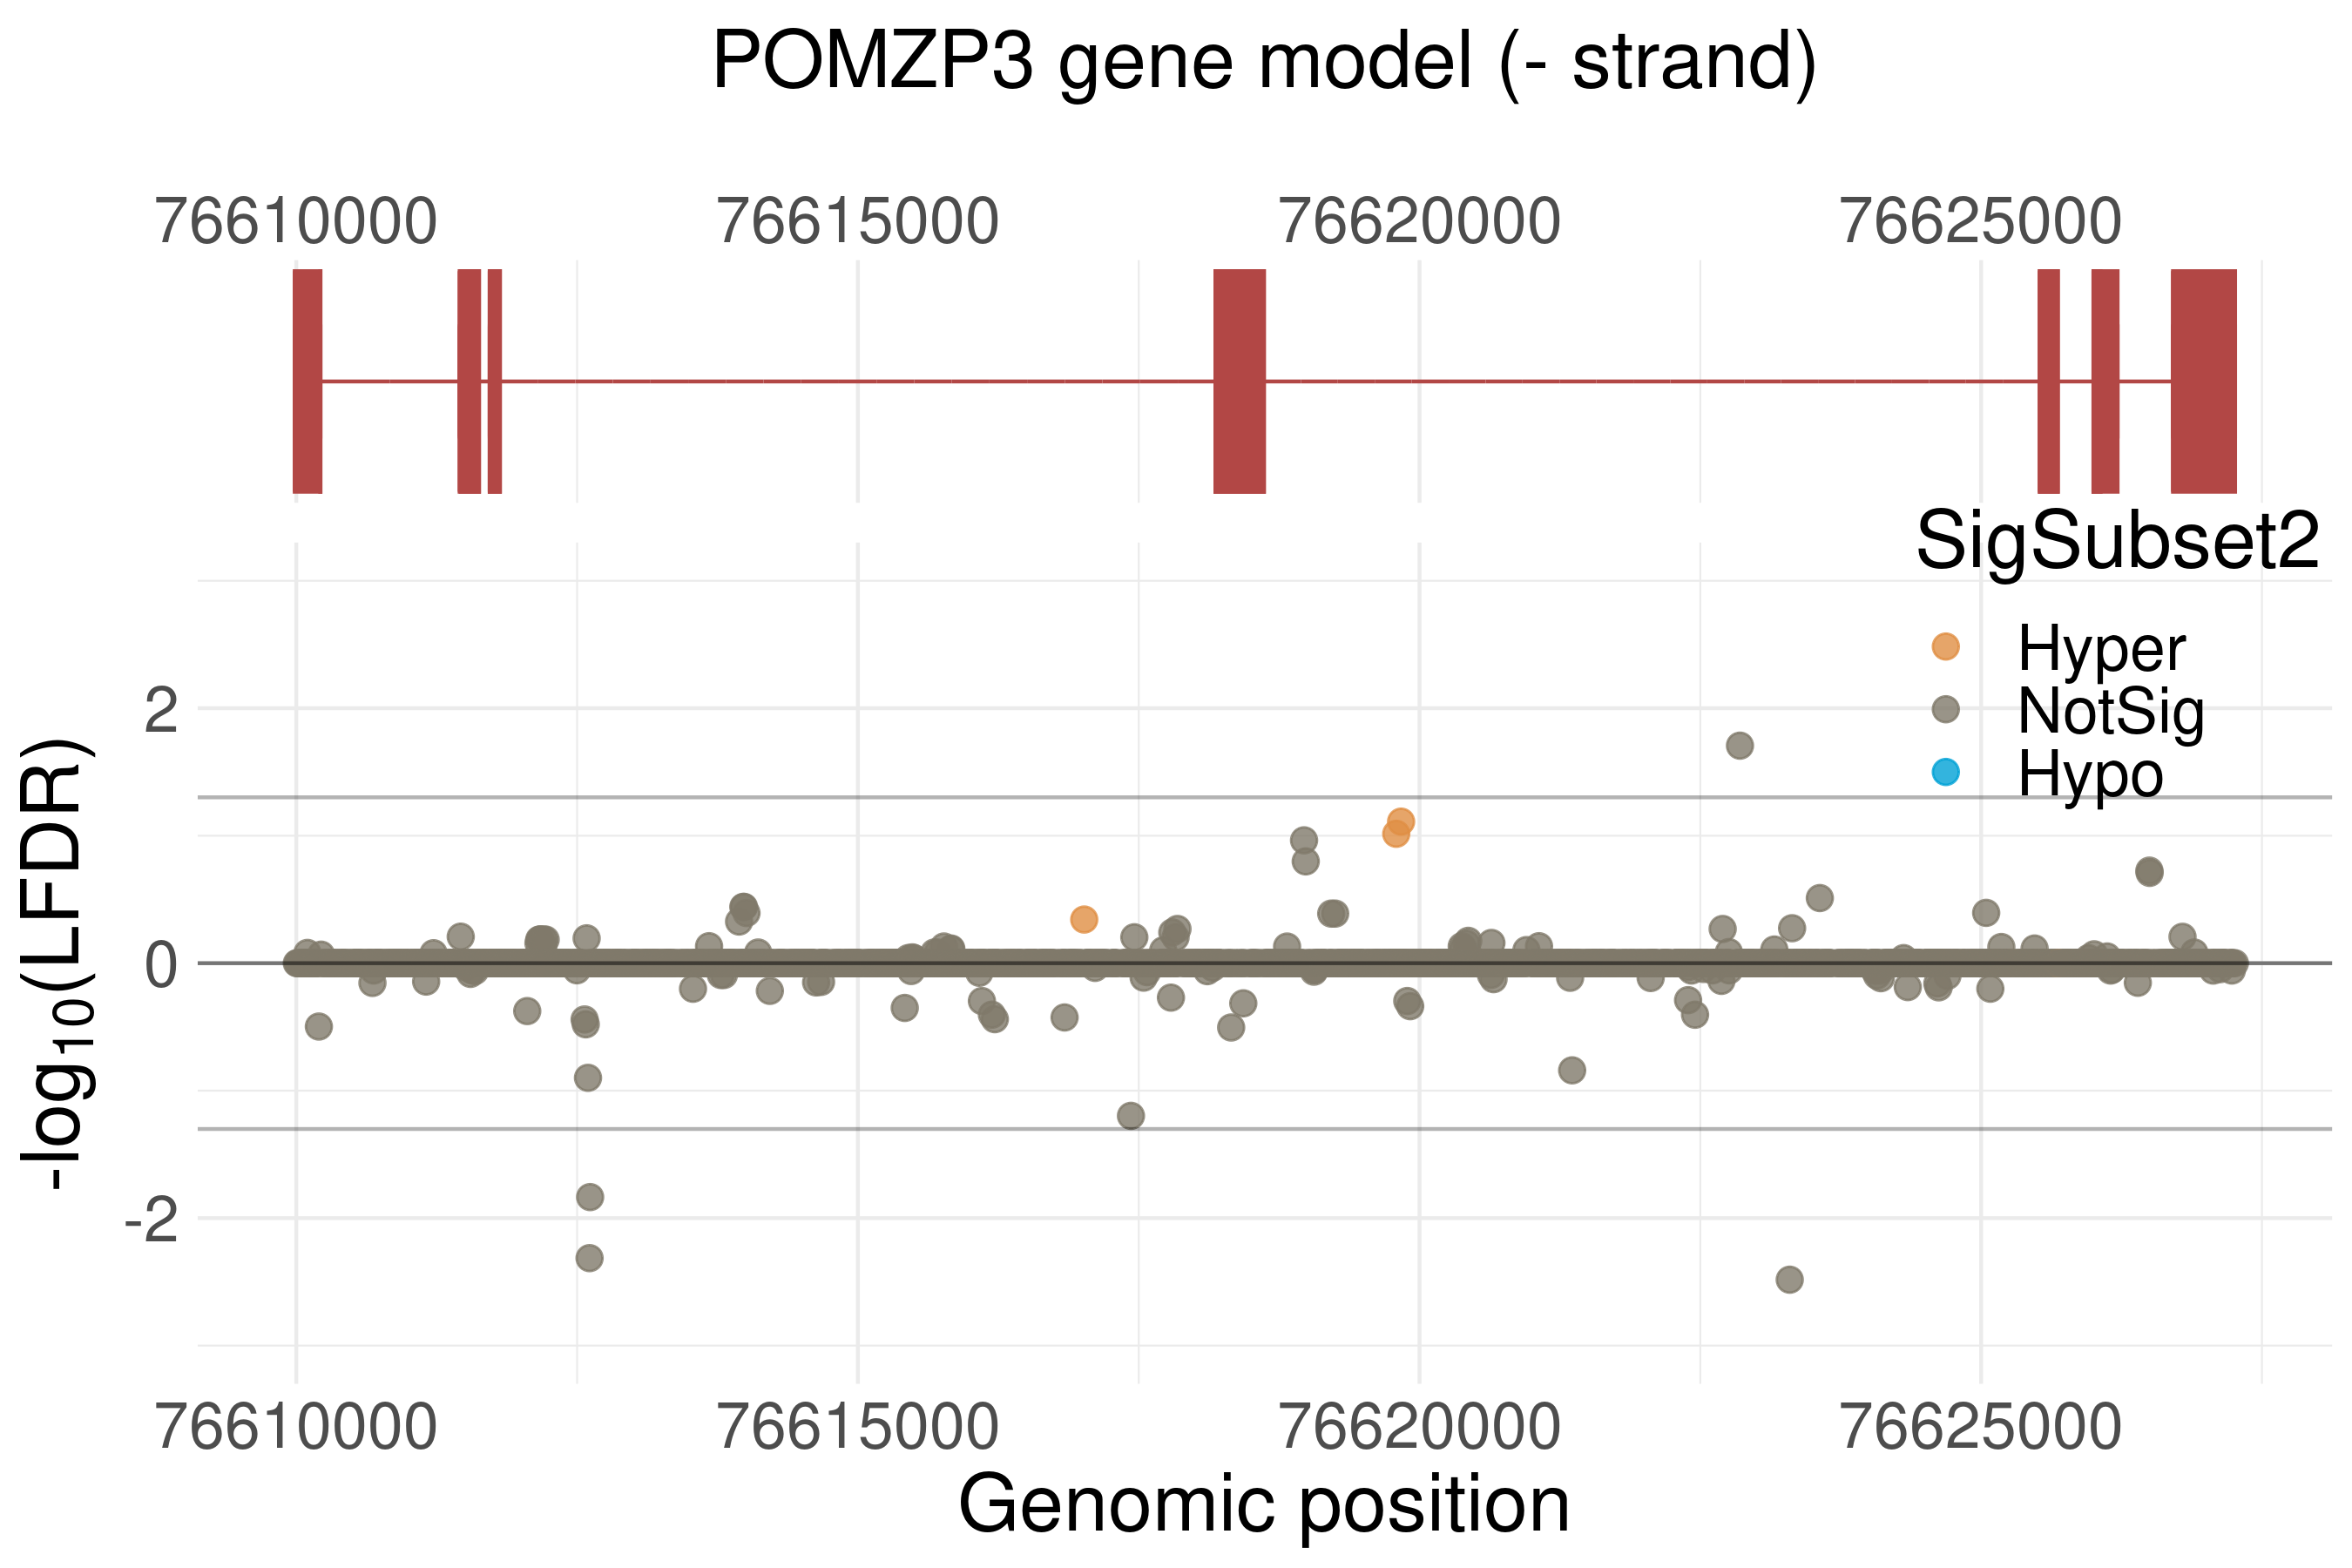 POMZP3 gene model (- strand)
76610000 76615000 76620000 76625000
SigSubset2
Hyper
NotSig
Hypo
2
0
-2
-log10(LFDR)
76610000 76615000 76620000 76625000
Genomic position